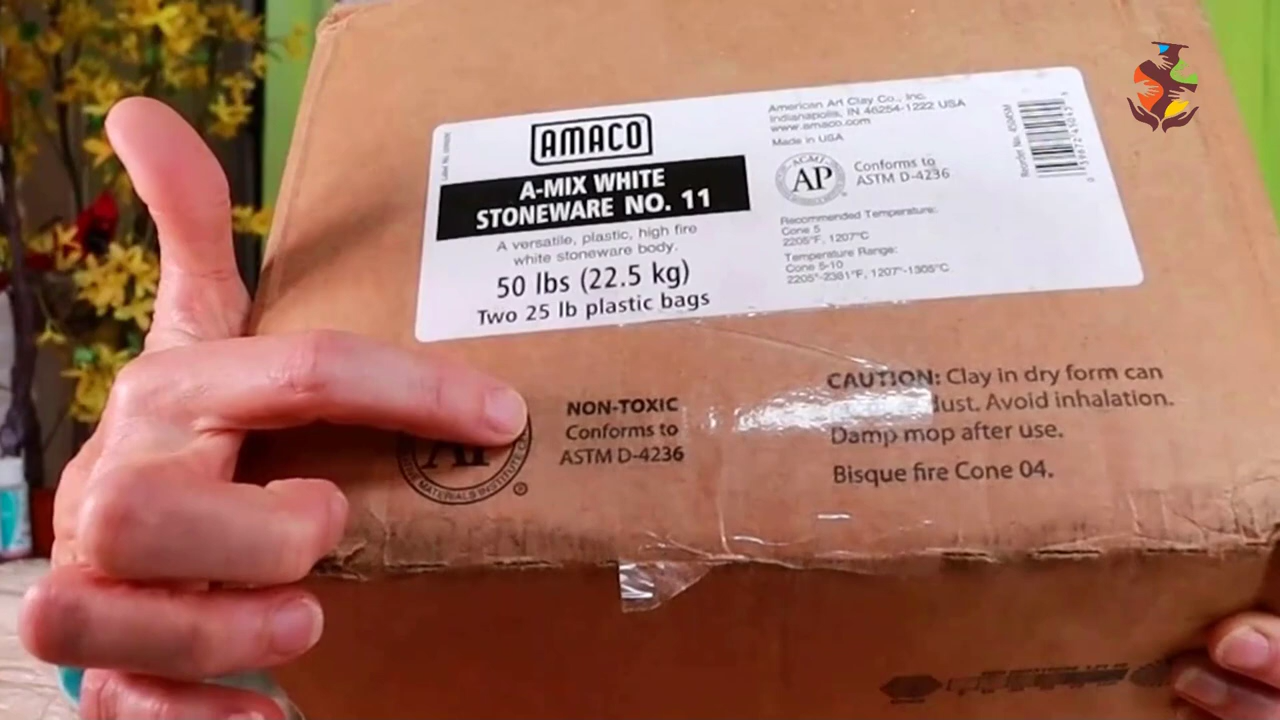 AMACO
A-MIX WHITE
STONEWARE NO. 11
A versatile, plastic, high fire
white stoneware body.
50 lbs (22.5 kg)
Two 25 lb plastic bags
American Art Clay Co., Inc.
Indianapolis, IN 46254-1222 USA
www.amaco.com
Made in USA
ACMI
AP
Conforms to
ASTM D-4236
Recommended Temperature:
Cone 5
2205°F, 1207°C
Temperature Range:
Cone 5-10
2205°-2381°F, 1207°-1305°C
AP
MATERIALS INSTITUTE
NON-TOXIC
Conforms to
ASTM D-4236
CAUTION: Clay in dry form can
dust. Avoid inhalation.
Damp mop after use.
Bisque fire Cone 04.